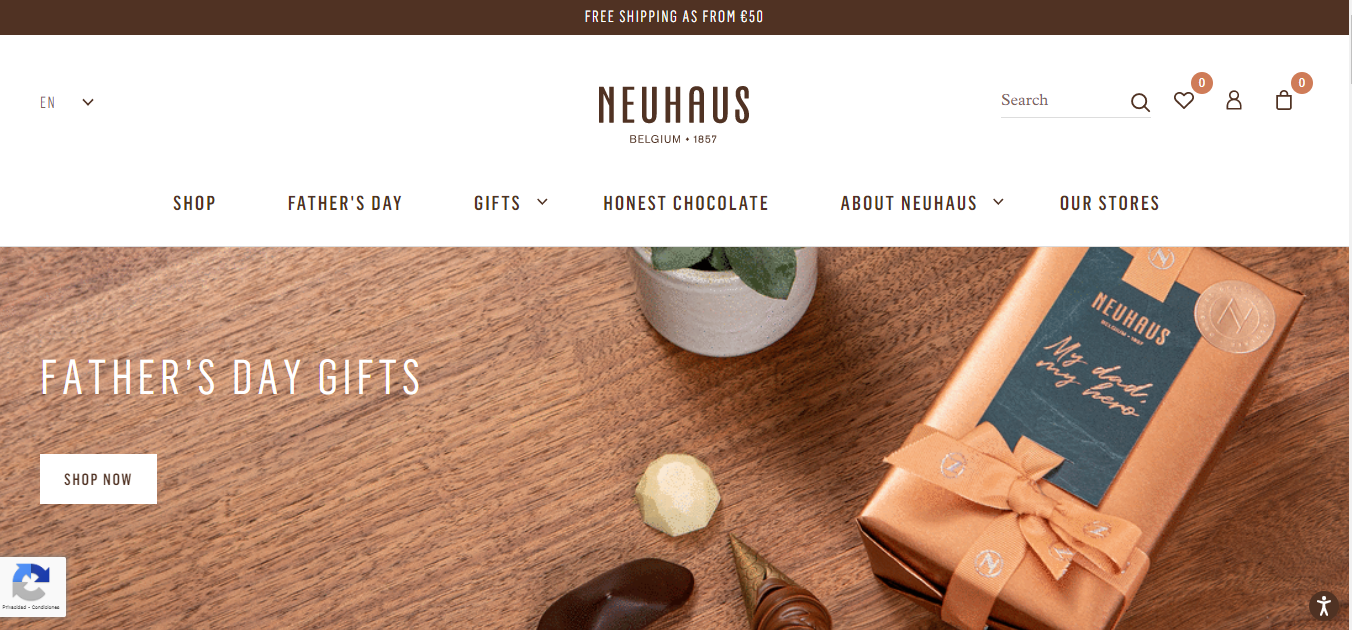 FREE SHIPPING AS FROM €50
EN
NEUHAUS
BELGIUM • 1857
Search
0
0
SHOP
FATHER'S DAY
GIFTS
HONEST CHOCOLATE
ABOUT NEUHAUS
OUR STORES
NEUHAUS
BELGIUM • 1857
My dad,
my hero
FATHER'S DAY GIFTS
SHOP NOW
Privacidad - Condiciones